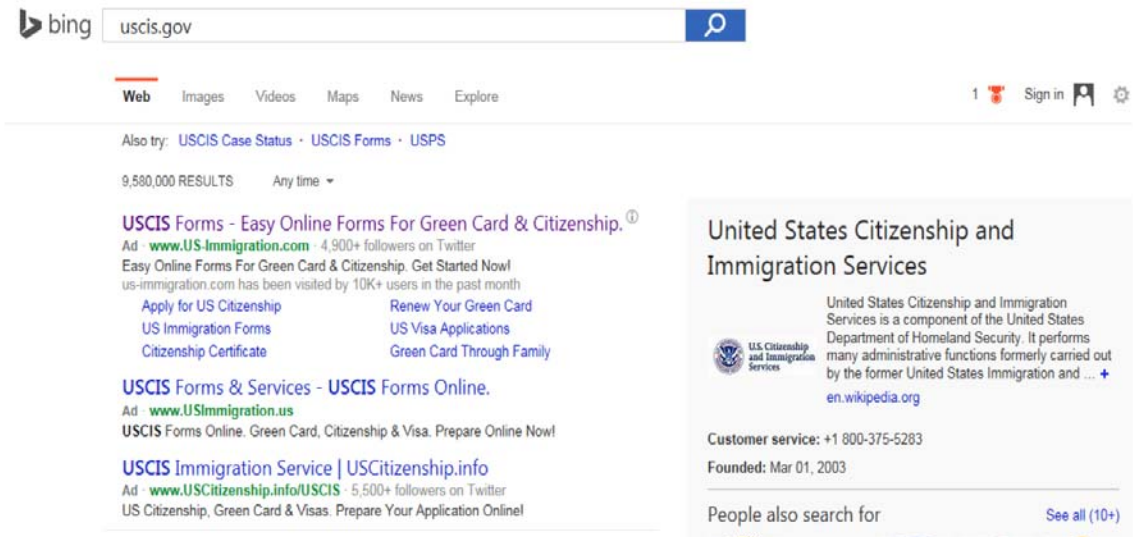 bing
uscis.gov
Web Images Videos Maps News Explore
1 Sign in
Also try: USCIS Case Status · USCIS Forms · USPS
9,580,000 RESULTS Any time
USCIS Forms - Easy Online Forms For Green Card & Citizenship.
Ad · www.US-Immigration.com · 4,900+ followers on Twitter
Easy Online Forms For Green Card & Citizenship. Get Started Now!
us-immigration.com has been visited by 10K+ users in the past month
Apply for US Citizenship Renew Your Green Card
US Immigration Forms US Visa Applications
Citizenship Certificate Green Card Through Family
USCIS Forms & Services - USCIS Forms Online.
Ad · www.USImmigration.us
USCIS Forms Online. Green Card, Citizenship & Visa. Prepare Online Now!
USCIS Immigration Service | USCitizenship.info
Ad · www.USCitizenship.info/USCIS · 5,500+ followers on Twitter
US Citizenship, Green Card & Visas. Prepare Your Application Online!
United States Citizenship and
Immigration Services
U.S. Citizenship
and Immigration
Services
United States Citizenship and Immigration
Services is a component of the United States
Department of Homeland Security. It performs
many administrative functions formerly carried out
by the former United States Immigration and ... +
en.wikipedia.org
Customer service: +1 800-375-5283
Founded: Mar 01, 2003
People also search for See all (10+)